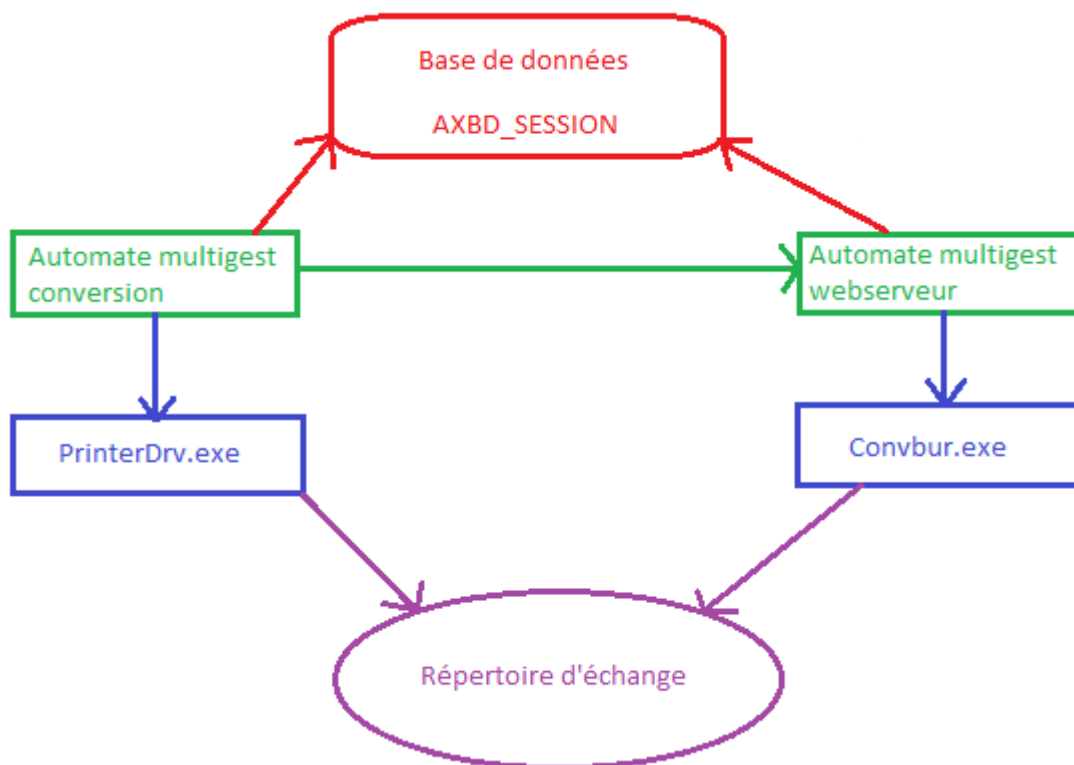 Base de données
AXBD_SESSION
Automate multigest
conversion
Automate multigest
webserveur
PrinterDrv.exe
Convbur.exe
Répertoire d'échange